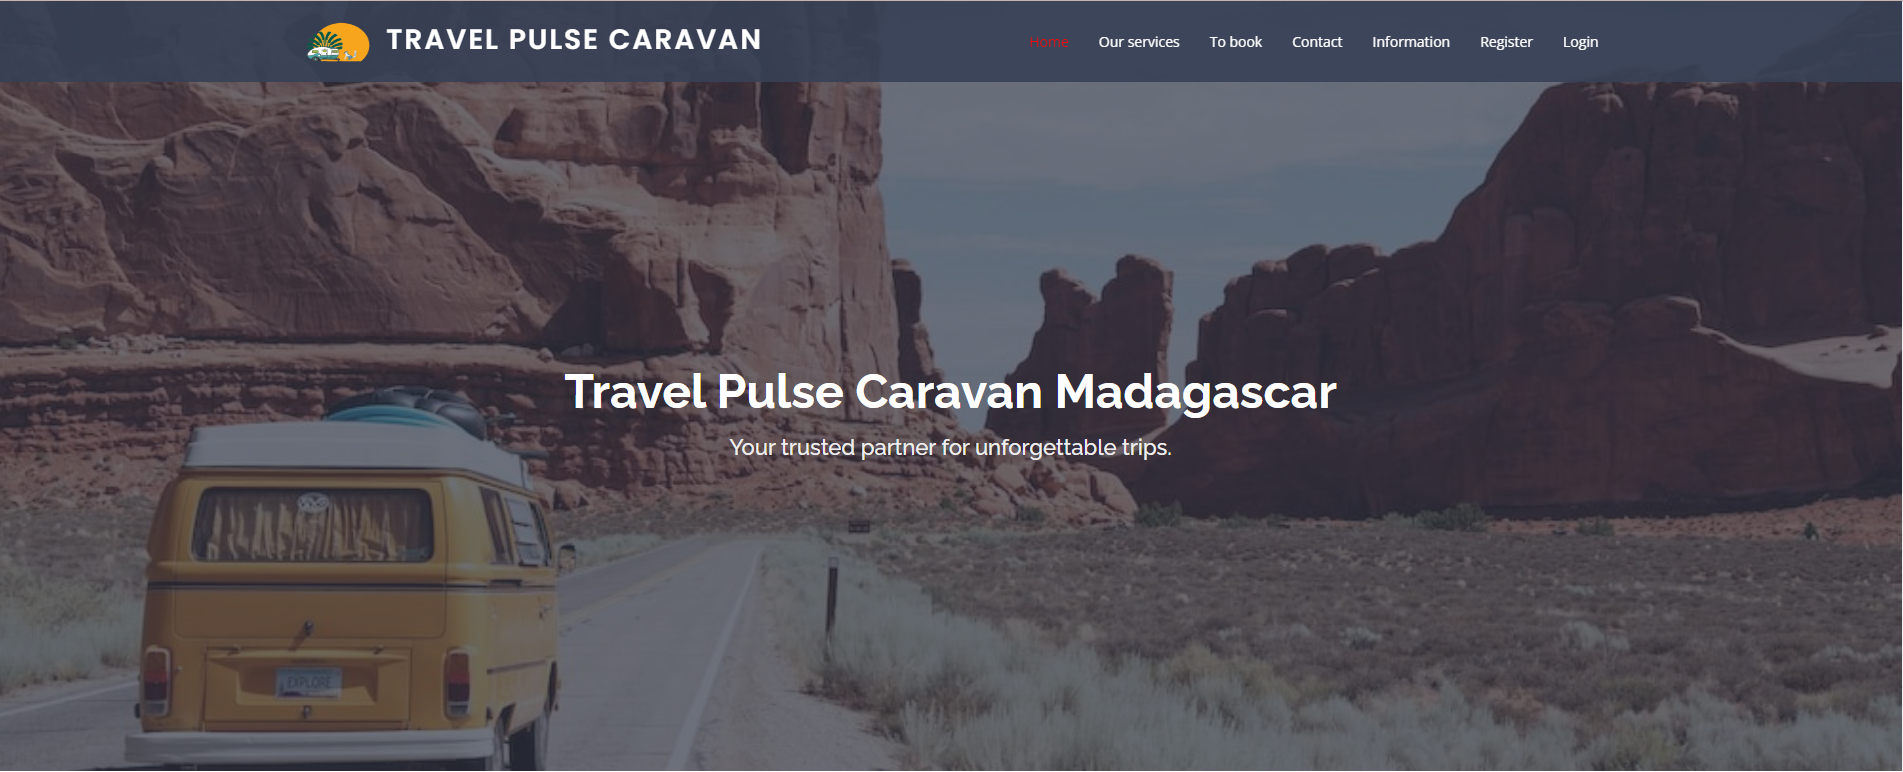 TRAVEL PULSE CARAVAN
Home Our services To book Contact Information Register Login
Travel Pulse Caravan Madagascar
Your trusted partner for unforgettable trips.
EXPLORE